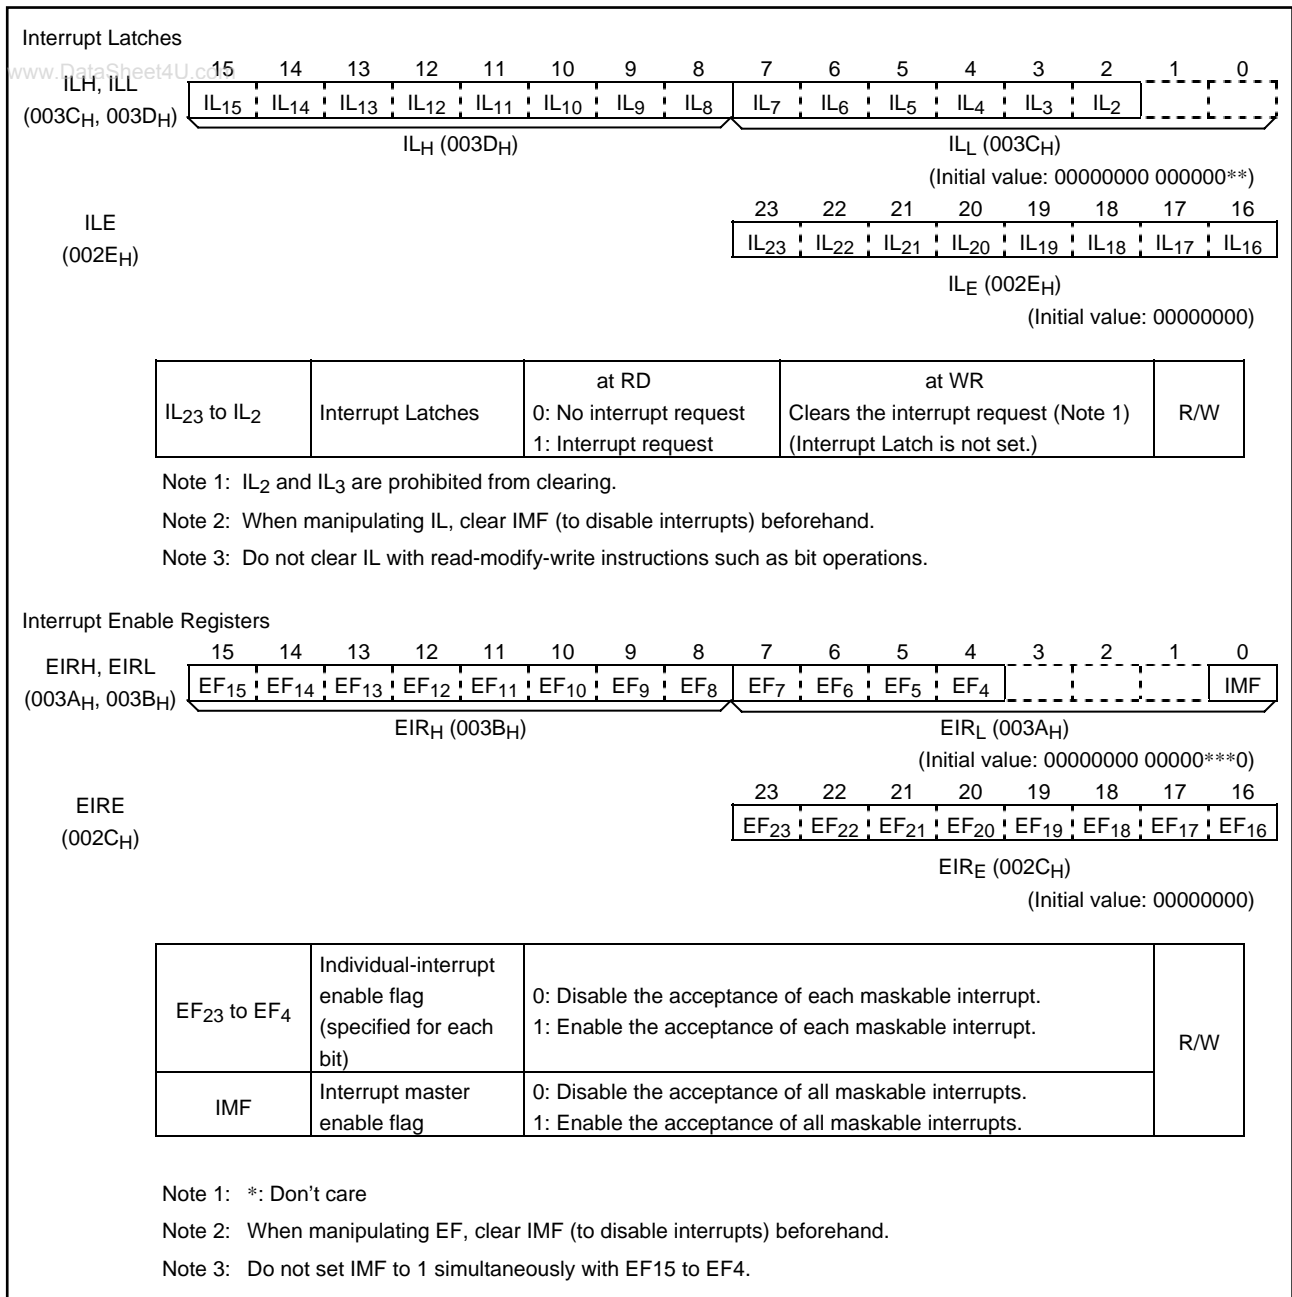 Interrupt Latches
www.DataSheet4U.com
15 14 13 12 11 10 9 8 7 6 5 4 3 2 1 0
ILH, ILL
(003CH, 003DH)
IL15 IL14 IL13 IL12 IL11 IL10 IL9 IL8 IL7 IL6 IL5 IL4 IL3 IL2
ILH (003DH) ILL (003CH)
(Initial value: 00000000 000000**)
23 22 21 20 19 18 17 16
ILE
(002EH)
IL23 IL22 IL21 IL20 IL19 IL18 IL17 IL16
ILE (002EH)
(Initial value: 00000000)
IL23 to IL2
Interrupt Latches
at RD
0: No interrupt request
1: Interrupt request
at WR
Clears the interrupt request (Note 1)
(Interrupt Latch is not set.)
R/W
Note 1: IL2 and IL3 are prohibited from clearing.
Note 2: When manipulating IL, clear IMF (to disable interrupts) beforehand.
Note 3: Do not clear IL with read-modify-write instructions such as bit operations.
Interrupt Enable Registers
15 14 13 12 11 10 9 8 7 6 5 4 3 2 1 0
EIRH, EIRL
(003AH, 003BH)
EF15 EF14 EF13 EF12 EF11 EF10 EF9 EF8 EF7 EF6 EF5 EF4 IMF
EIRH (003BH) EIRL (003AH)
(Initial value: 00000000 00000***0)
23 22 21 20 19 18 17 16
EIRE
(002CH)
EF23 EF22 EF21 EF20 EF19 EF18 EF17 EF16
EIRE (002CH)
(Initial value: 00000000)
EF23 to EF4
Individual-interrupt
enable flag
(specified for each
bit)
0: Disable the acceptance of each maskable interrupt.
1: Enable the acceptance of each maskable interrupt.
R/W
IMF
Interrupt master
enable flag
0: Disable the acceptance of all maskable interrupts.
1: Enable the acceptance of all maskable interrupts.
Note 1: *: Don't care
Note 2: When manipulating EF, clear IMF (to disable interrupts) beforehand.
Note 3: Do not set IMF to 1 simultaneously with EF15 to EF4.